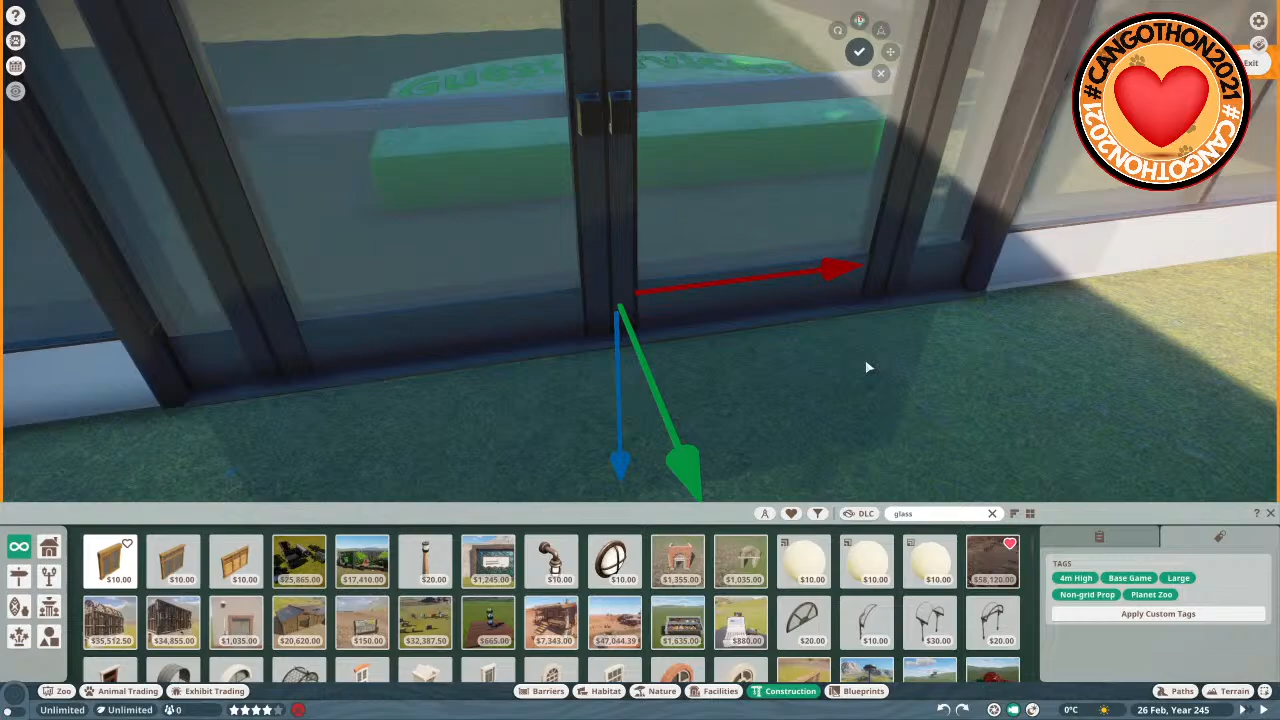 #CANGOTHON2021
#CANGOTHON2021
Exit
DLC
glass
?
$10.00
$10.00
$10.00
$25,865.00
$17,410.00
$20.00
$1,245.00
$10.00
$10.00
$1,355.00
$1,035.00
$10.00
$10.00
$10.00
$58,120.00
$35,512.50
$34,855.00
$1,035.00
$20,620.00
$150.00
$32,387.50
$665.00
$7,343.00
$47,044.39
$1,635.00
$880.00
$20.00
$10.00
$30.00
$20.00
TAGS
4m High
Base Game
Large
Non-grid Prop
Planet Zoo
Apply Custom Tags
Zoo
Animal Trading
Exhibit Trading
Barriers
Habitat
Nature
Facilities
Construction
Blueprints
Paths
Terrain
Unlimited
Unlimited
0
0°C
26 Feb, Year 245